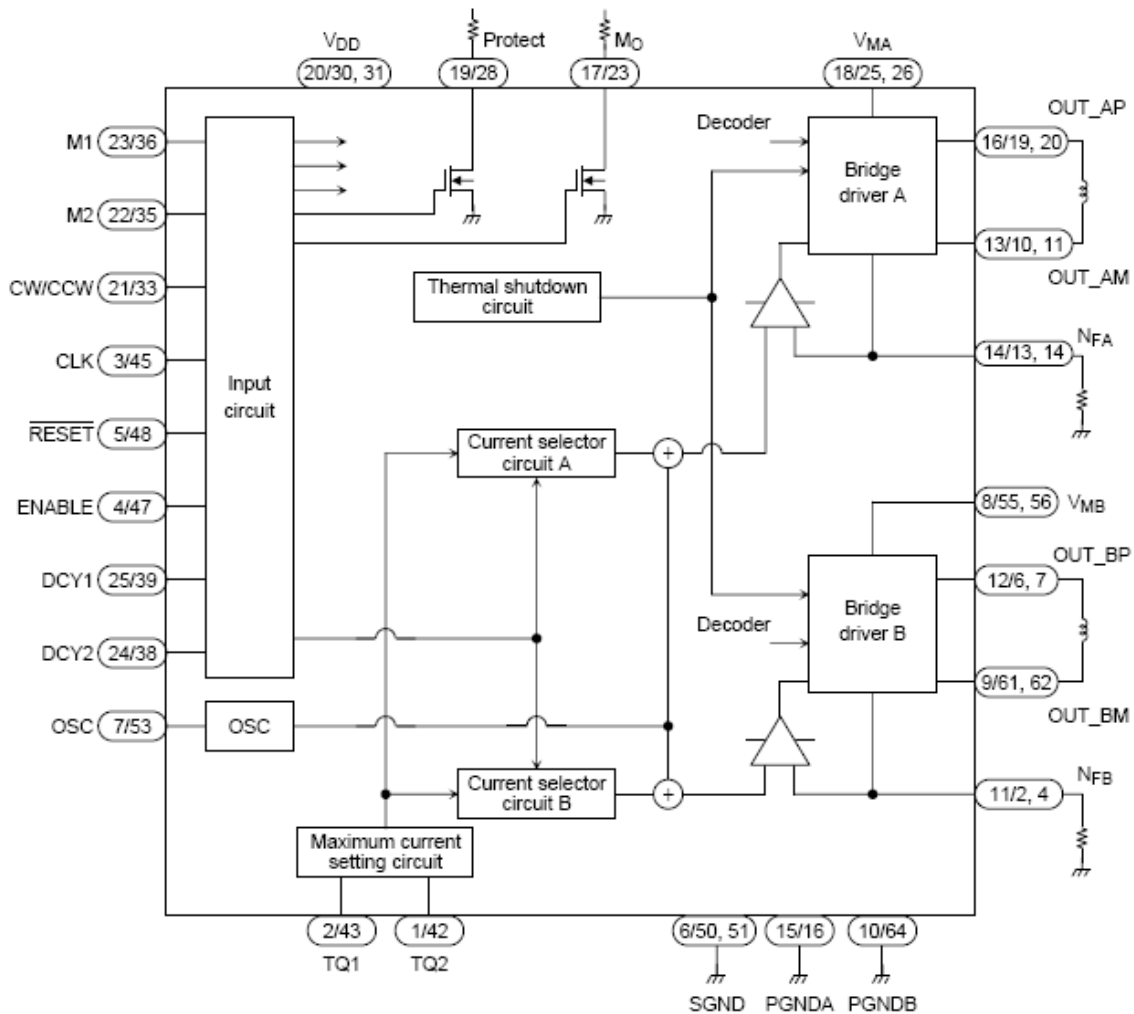 VDD
Protect
MO
VMA
20/30, 31
19/28
17/23
18/25, 26
OUT_AP
M1
23/36
Decoder
16/19, 20
Bridge
driver A
M2
22/35
13/10, 11
OUT_AM
CW/CCW
21/33
Thermal shutdown
circuit
NFA
14/13, 14
CLK
3/45
Input
circuit
RESET
5/48
Current selector
circuit A
+
ENABLE
4/47
8/55, 56
VMB
OUT_BP
DCY1
25/39
12/6, 7
Bridge
driver B
Decoder
DCY2
24/38
9/61, 62
OUT_BM
OSC
7/53
OSC
Current selector
circuit B
+
NFB
11/2, 4
Maximum current
setting circuit
2/43
1/42
6/50, 51
15/16
10/64
TQ1
TQ2
SGND
PGNDA
PGNDB